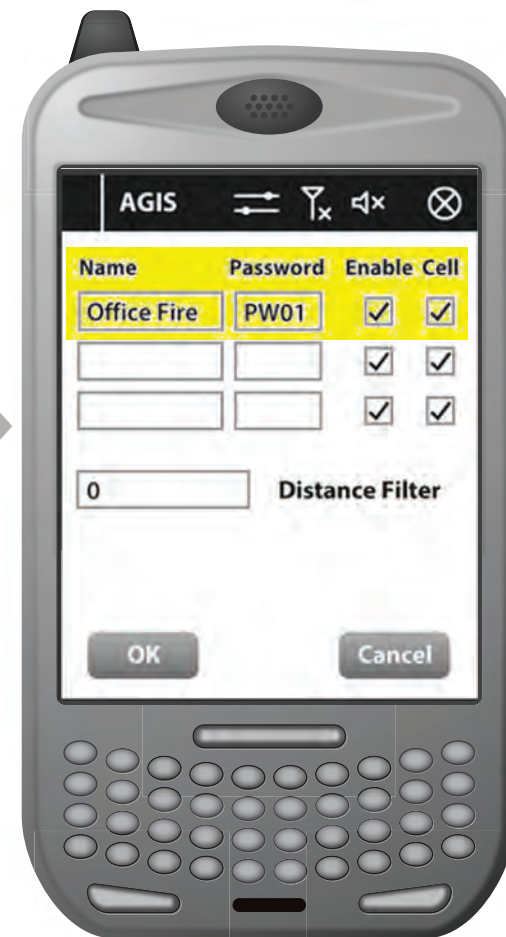 AGIS
Name Password Enable Cell
Office Fire PW01
0 Distance Filter
OK Cancel